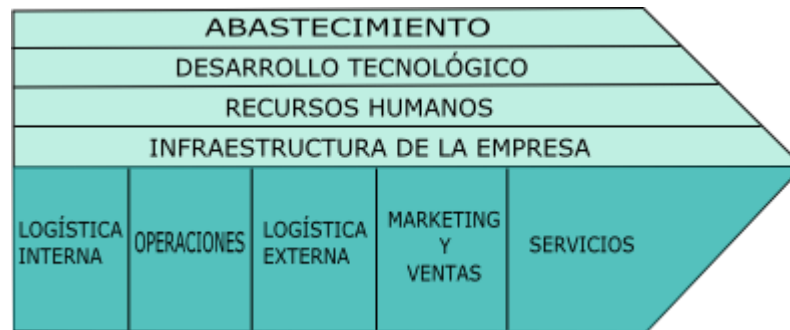 ABASTECIMIENTO
DESARROLLO TECNOLÓGICO
RECURSOS HUMANOS
INFRAESTRUCTURA DE LA EMPRESA
LOGÍSTICA
INTERNA
OPERACIONES
LOGÍSTICA
EXTERNA
MARKETING
Y
VENTAS
SERVICIOS